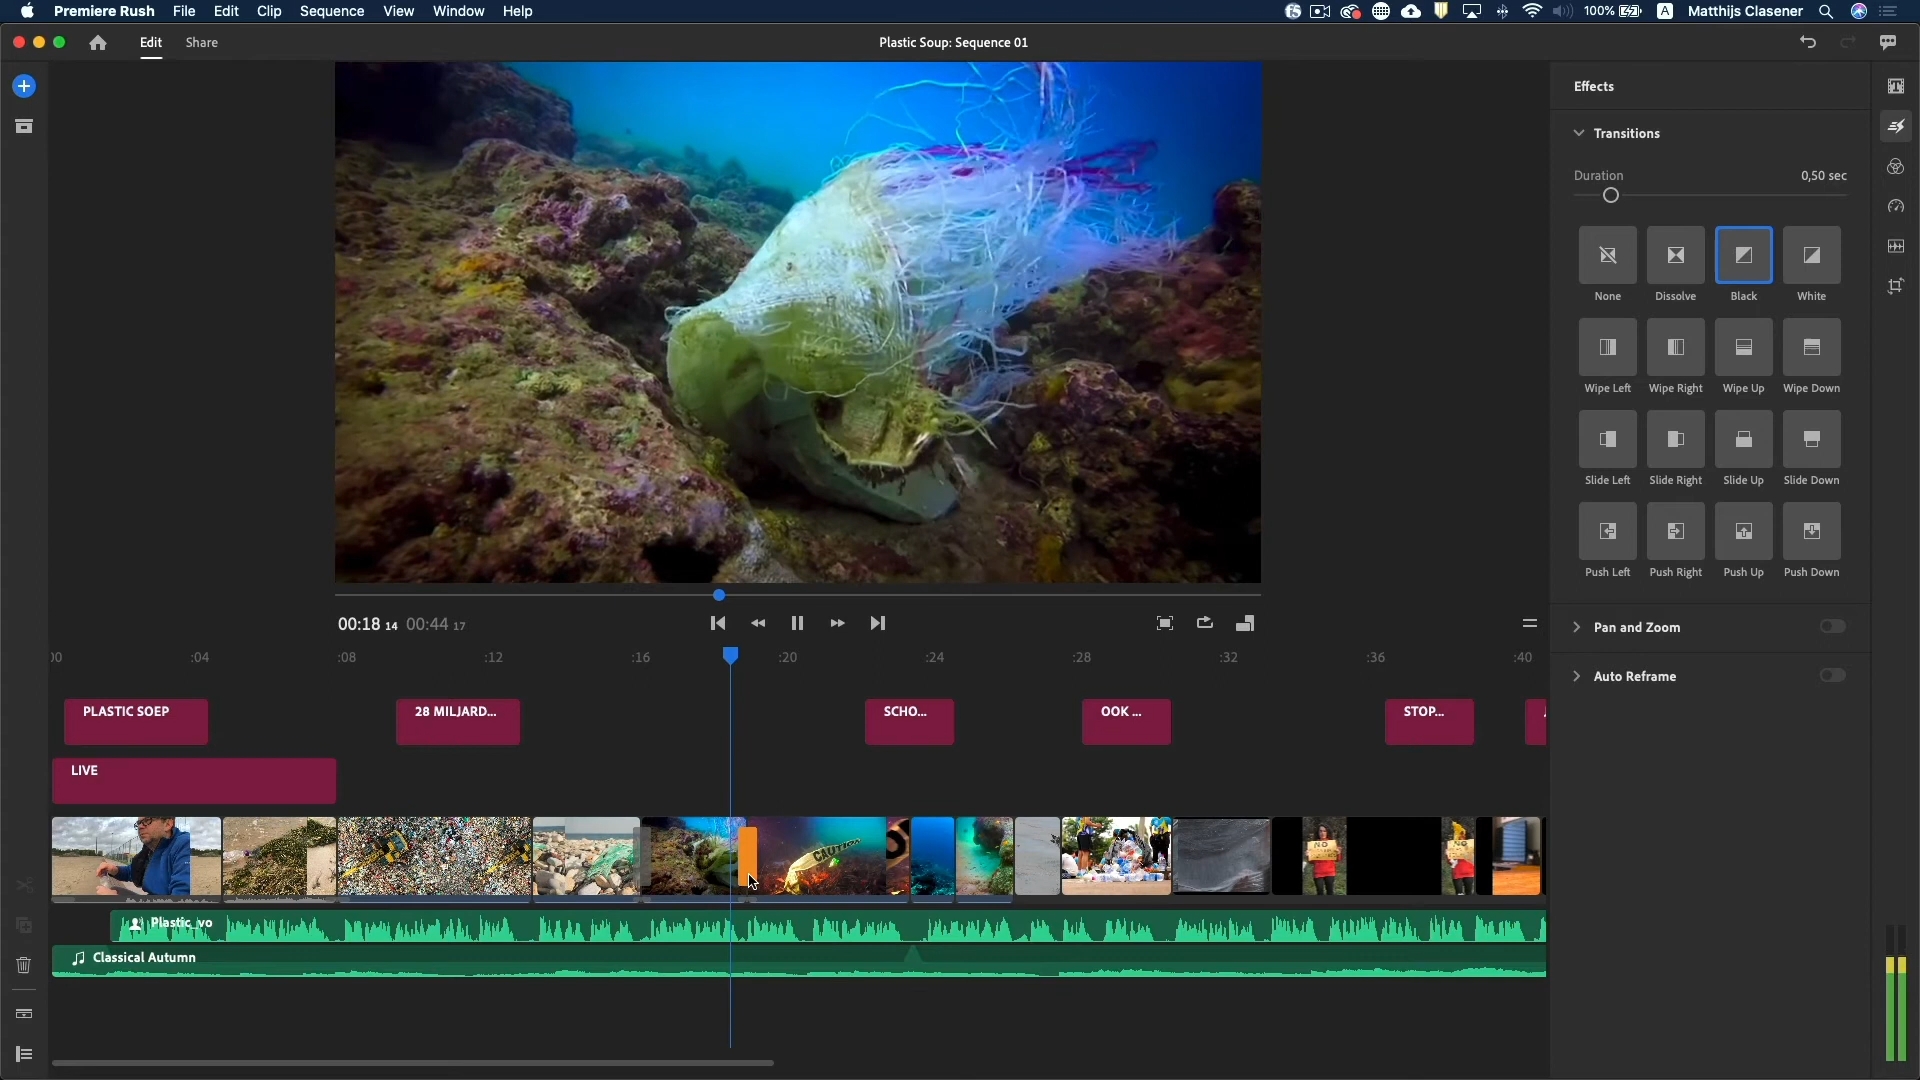 Premiere Rush File Edit Clip Sequence View Window Help 100% A Matthijs Clasener
Edit Share Plastic Soup: Sequence 01
Effects
Transitions
Duration 0,50 sec
None Dissolve Black White
Wipe Left Wipe Right Wipe Up Wipe Down
Slide Left Slide Right Slide Up Slide Down
Push Left Push Right Push Up Push Down
Pan and Zoom
Auto Reframe
00:18 14 00:44 17
:04 :08 :12 :16 :20 :24 :28 :32 :36 :40
PLASTIC SOEP 28 MILJARD... SCHO... OOK ... STOP...
LIVE
CAUTION
NO
NO
Plastic_vo
Classical Autumn